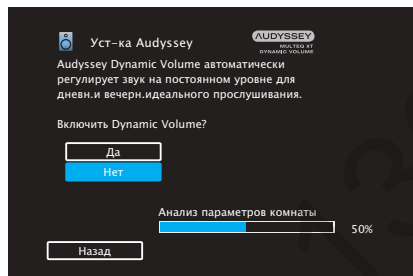 Уст-ка Audyssey
AUDYSSEY
MULTEQ XT
DYNAMIC VOLUME
Audyssey Dynamic Volume автоматически
регулирует звук на постоянном уровне для
дневн.и вечерн.идеального прослушивания.
Включить Dynamic Volume?
Да
Нет
Анализ параметров комнаты
50%
Назад